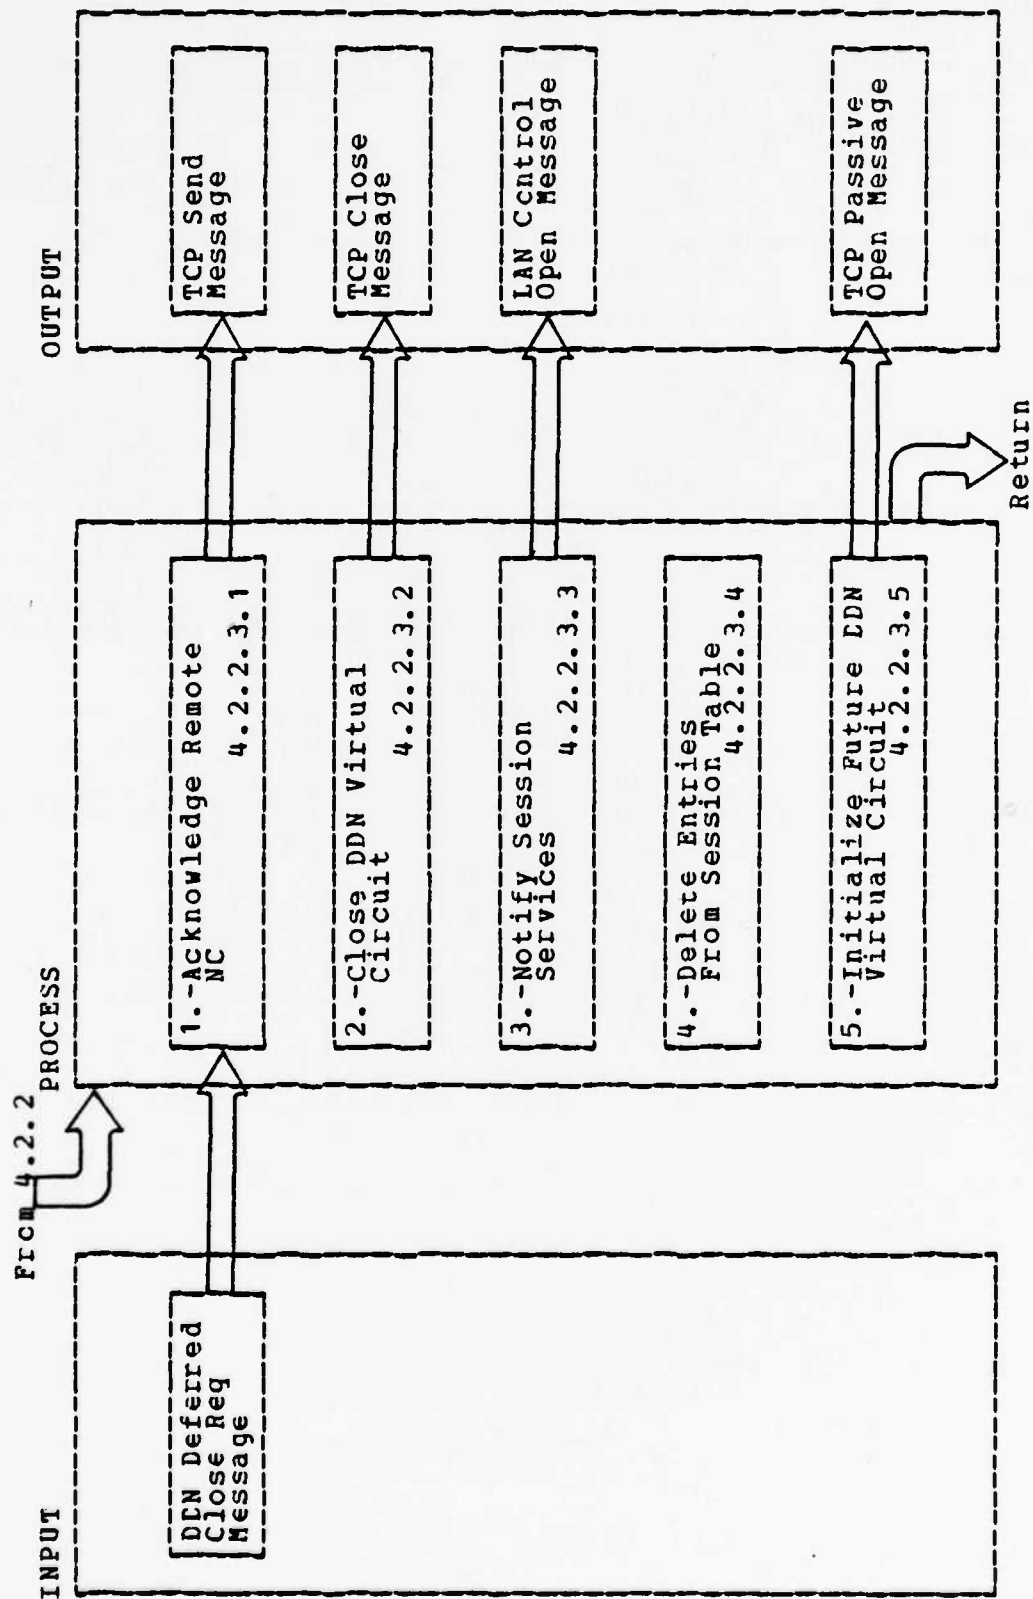 INPUT
DCN Deferred
Close Req
Message
Frcm 4.2.2
PROCESS
1.-Acknowledge Remote
NC
4.2.2.3.1
2.-Close DDN Virtual
Circuit
4.2.2.3.2
3.-Notify Session
Services
4.2.2.3.3
4.-Delete Entries
From Session Table
4.2.2.3.4
5.-Initialize Future DDN
Virtual Circuit
4.2.2.3.5
Return
OUTPUT
TCP Send
Message
TCP Close
Message
LAN Ccntrol
Open Message
TCP Passive
Open Message